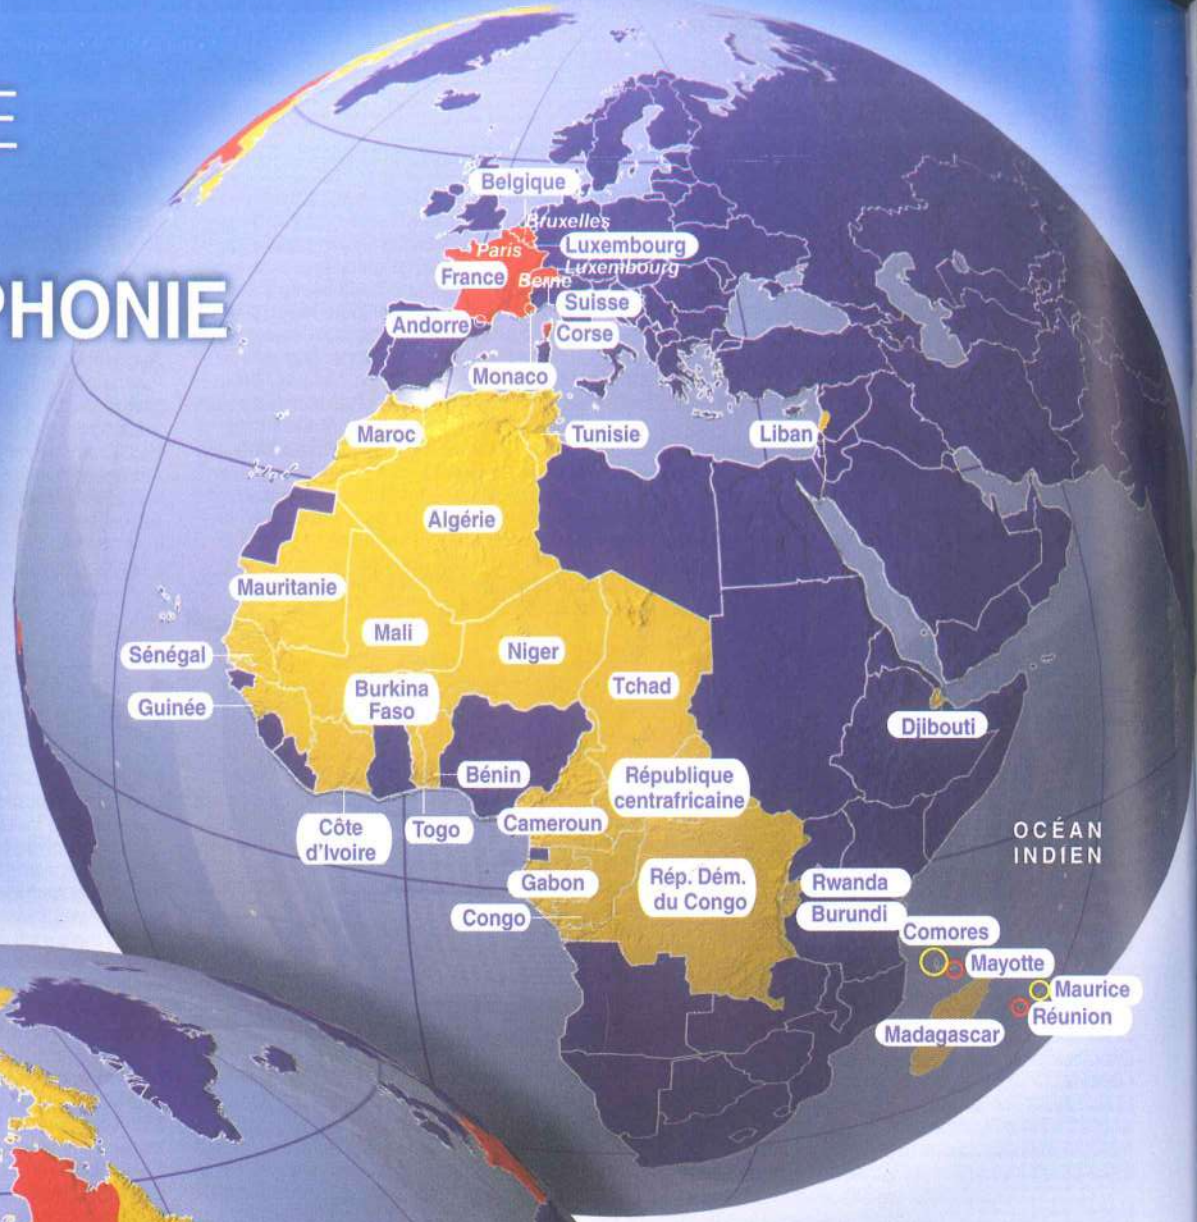 PHONIE
Belgique
Bruxelles
Paris
Luxembourg
Luxembourg
France
Berne
Suisse
Andorre
Corse
Monaco
Maroc
Tunisie
Liban
Algérie
Mauritanie
Mali
Niger
Sénégal
Tchad
Burkina
Faso
Guinée
Djibouti
Bénin
République
centrafricaine
Côte
d'Ivoire
Togo
Cameroun
OCÉAN
INDIEN
Gabon
Rép. Dém.
du Congo
Rwanda
Congo
Burundi
Comores
Mayotte
Maurice
Réunion
Madagascar